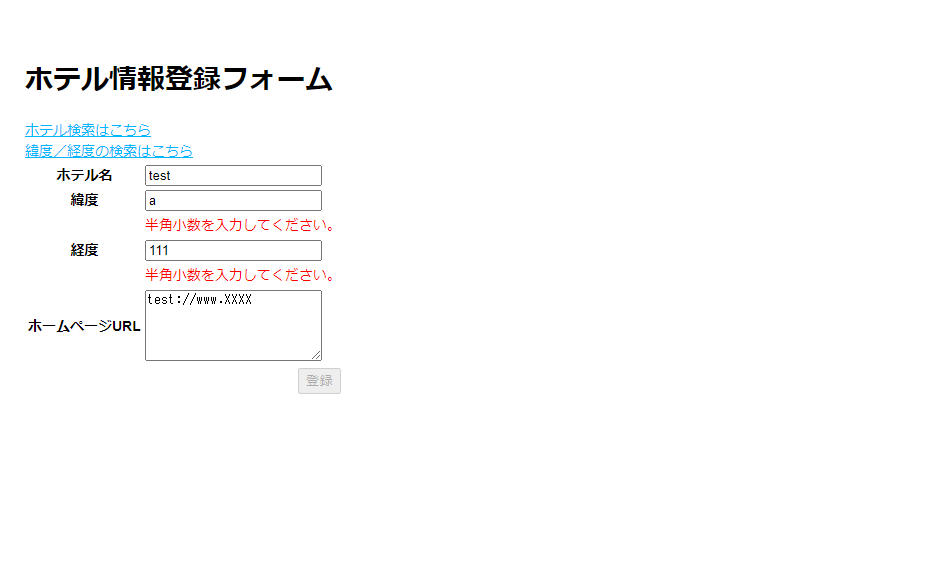 ホテル情報登録フォーム
ホテル検索はこちら
緯度／経度の検索はこちら
ホテル名 test
緯度 a
半角小数を入力してください。
経度 111
半角小数を入力してください。
ホームページURL test://www.XXXX
登録